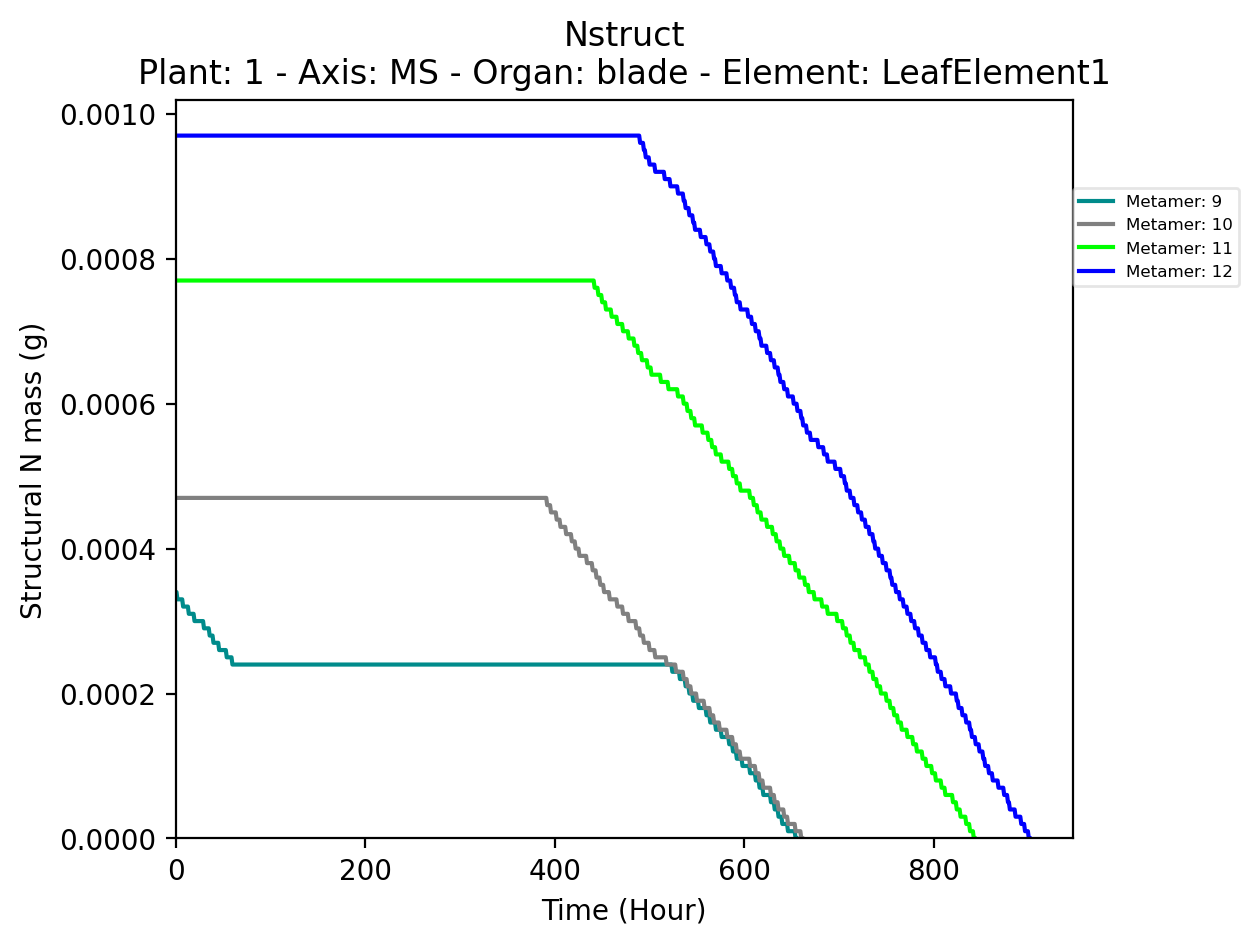 Nstruct
Plant: 1 - Axis: MS - Organ: blade - Element: LeafElement1
0.0010
0.0008
0.0006
0.0004
0.0002
0.0000
Structural N mass (g)
0 200 400 600 800
Time (Hour)
Metamer: 9
Metamer: 10
Metamer: 11
Metamer: 12